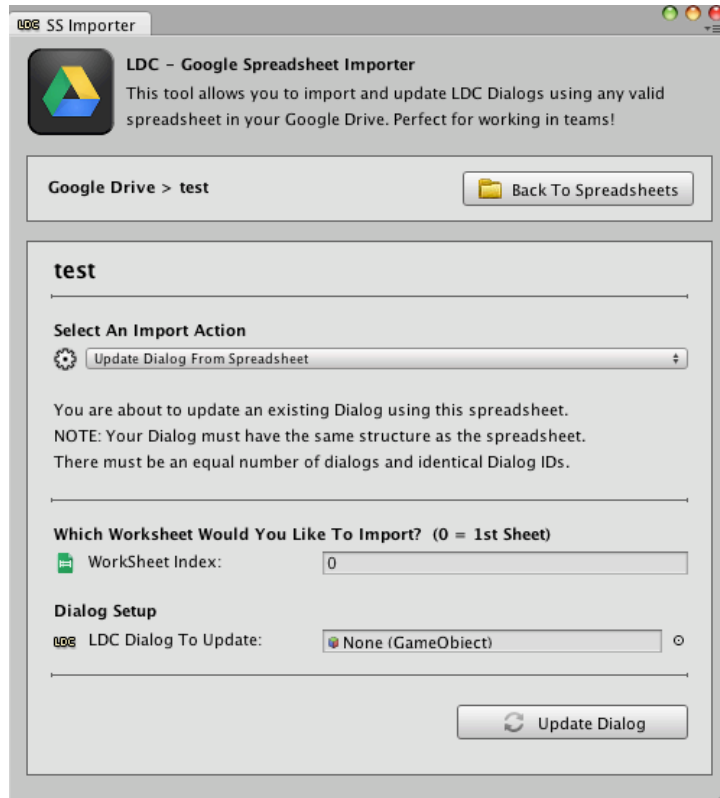 LDC SS Importer
LDC - Google Spreadsheet Importer
This tool allows you to import and update LDC Dialogs using any valid
spreadsheet in your Google Drive. Perfect for working in teams!
Google Drive > test
Back To Spreadsheets
test
Select An Import Action
Update Dialog From Spreadsheet
You are about to update an existing Dialog using this spreadsheet.
NOTE: Your Dialog must have the same structure as the spreadsheet.
There must be an equal number of dialogs and identical Dialog IDs.
Which Worksheet Would You Like To Import? (0 = 1st Sheet)
WorkSheet Index: 0
Dialog Setup
LDC LDC Dialog To Update: None (GameObject)
Update Dialog